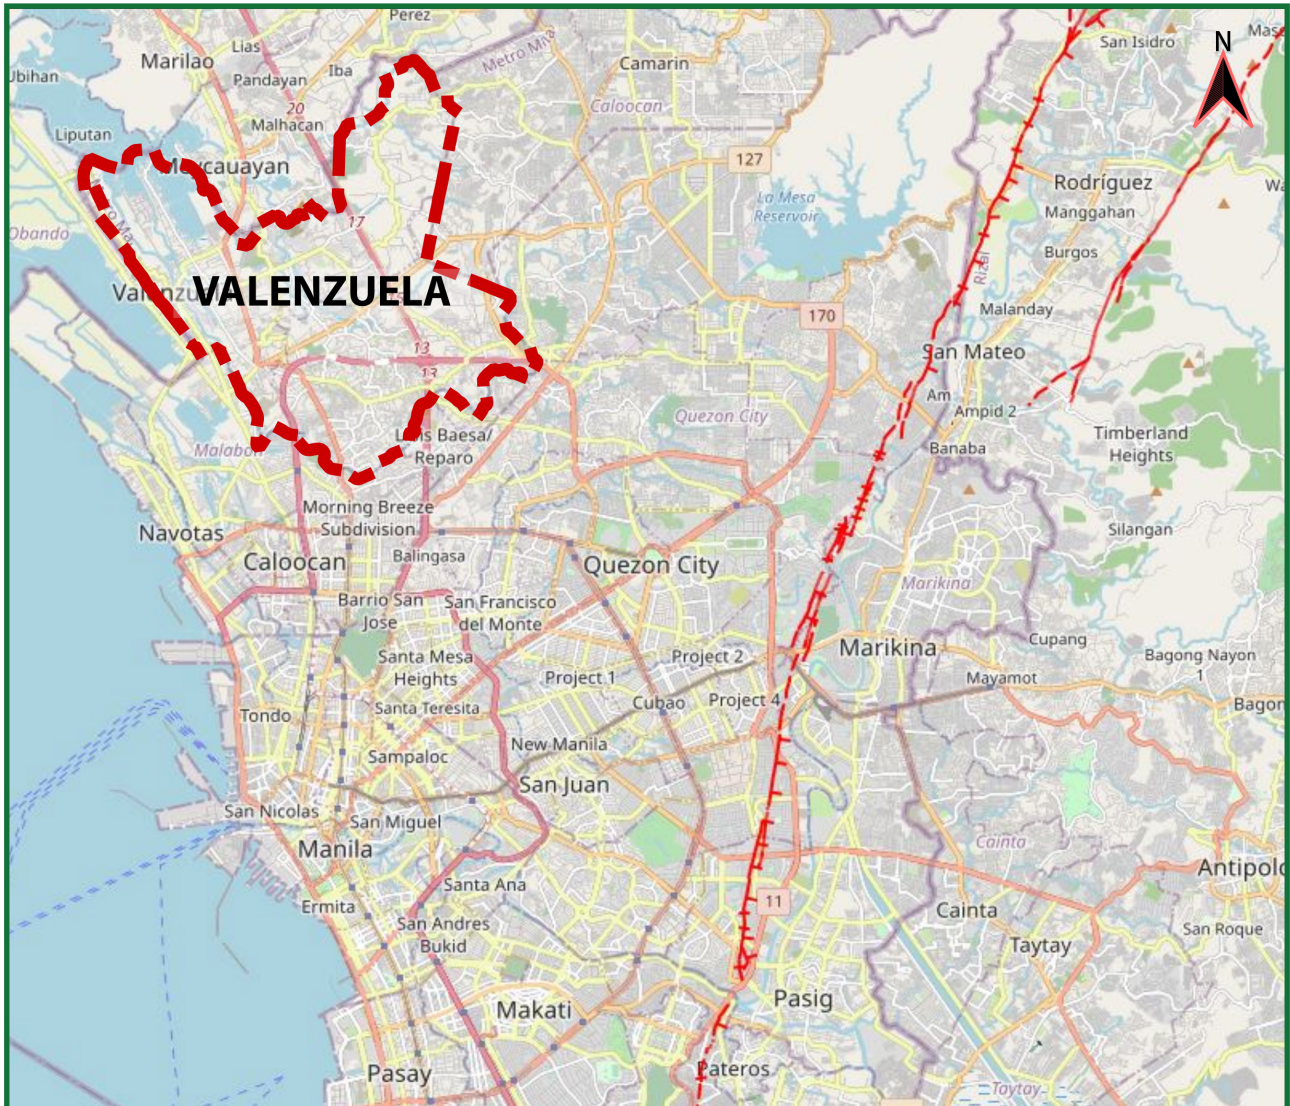 Perez
Lias
Iba
Marilao
Pandayan
Metro
Camarin
San Isidro
N
Ubihan
20
Caloocan
Malhacan
Liputan
Meycauayan
127
Rodríguez
La Mesa
Reservoir
Manggahan
17
Obando
Burgos
Rizal
VALENZUELA
Malanday
170
13
San Mateo
13
Am
Ampid 2
Quezon City
Malabon
Baesa/
Reparo
Banaba
Timberland
Heights
Morning Breeze
Subdivision
Navotas
Silangan
Caloocan
Balingasa
Quezon City
Marikina
Barrio San
Jose
San Francisco
del Monte
Cupang
Marikina
Santa Mesa
Heights
Project 2
Bagong Nayon
1
Project 1
Mayamot
Santa Teresita
Cubao
Project 4
Bagon
Tondo
New Manila
Sampaloc
San Juan
San Nicolas
San Miguel
Manila
Cainta
Antipolo
Santa Ana
Ermita
11
Cainta
San Andres
Bukid
San Roque
Taytay
Makati
Pasig
Pasay
Pateros
Taytay